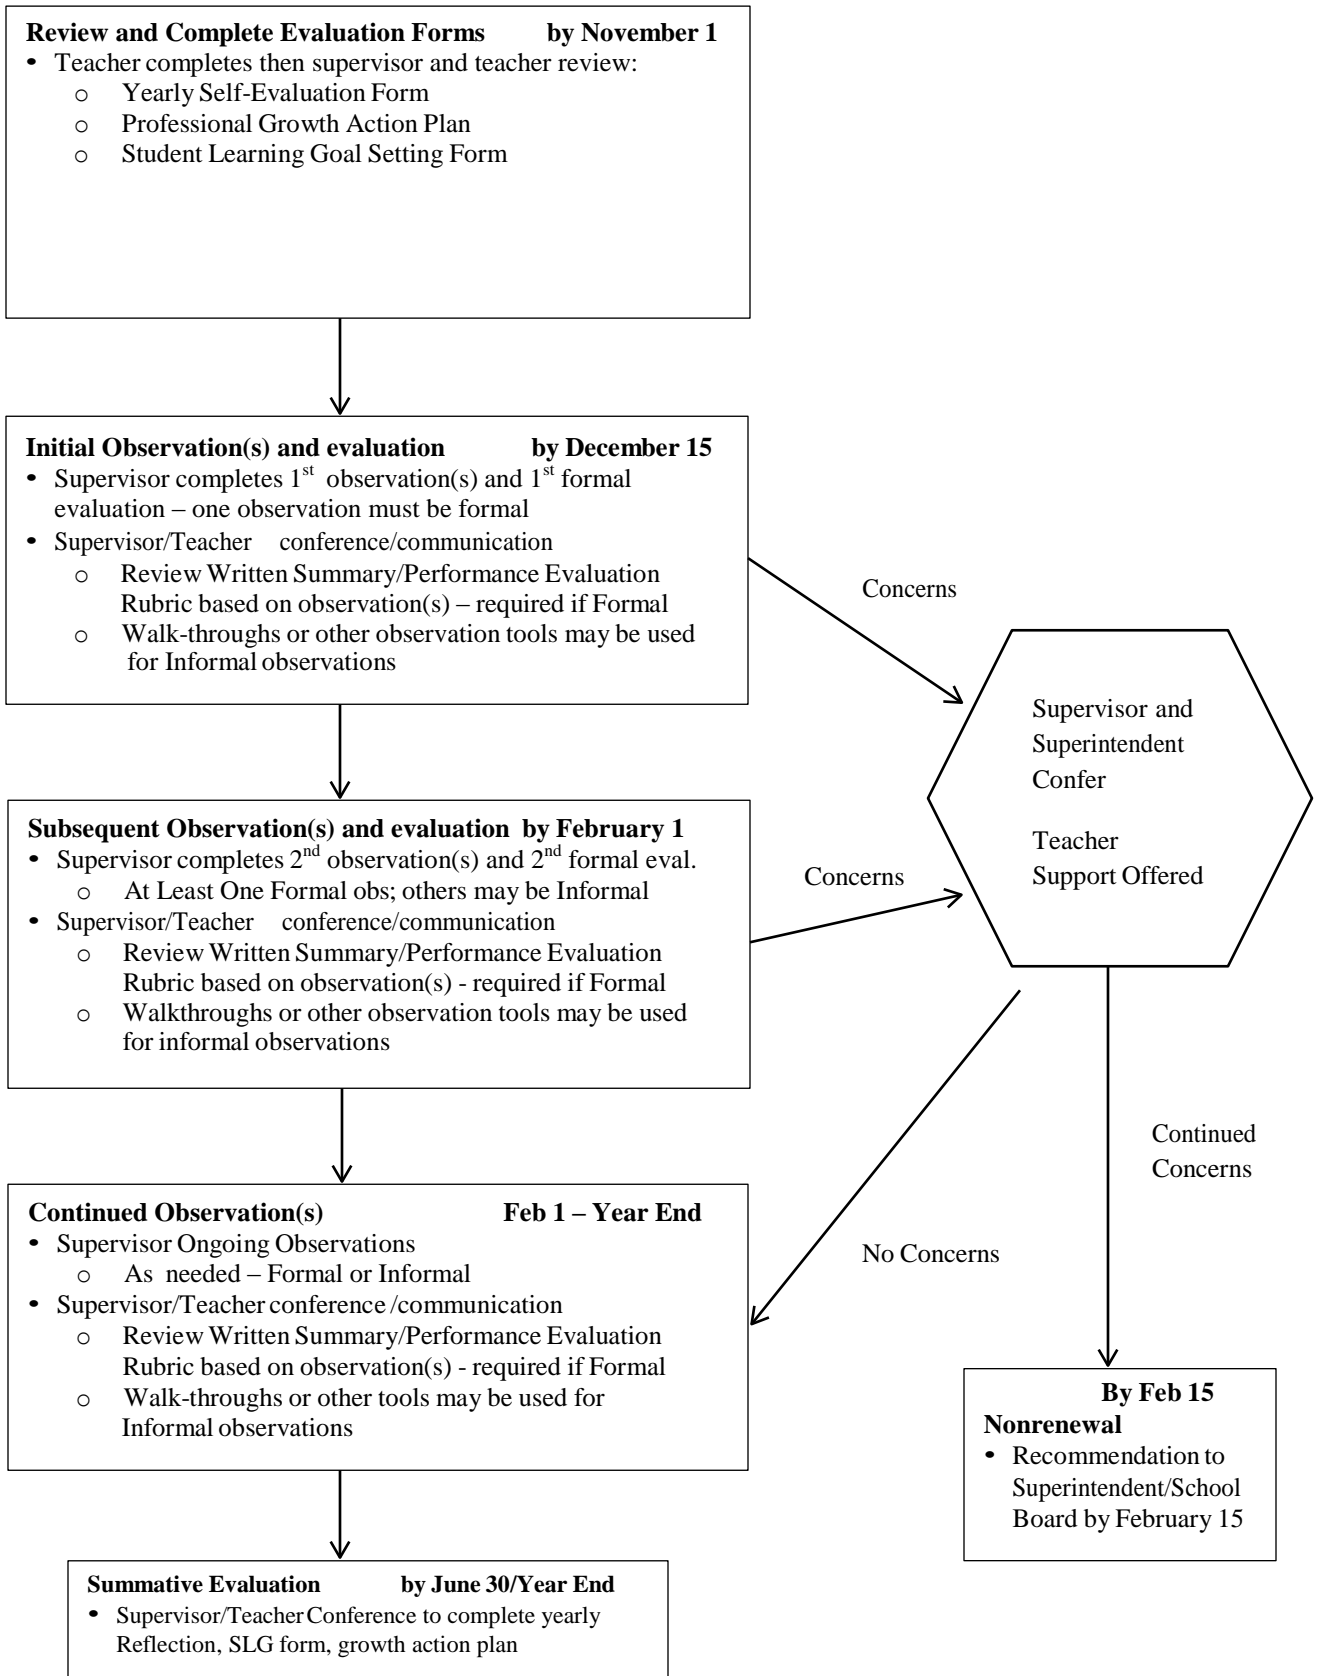 Review and Complete Evaluation Forms by November 1
• Teacher completes then supervisor and teacher review:
o Yearly Self-Evaluation Form
o Professional Growth Action Plan
o Student Learning Goal Setting Form
Initial Observation(s) and evaluation by December 15
• Supervisor completes 1st observation(s) and 1st formal
evaluation – one observation must be formal
• Supervisor/Teacher conference/communication
o Review Written Summary/Performance Evaluation
Rubric based on observation(s) – required if Formal
o Walk-throughs or other observation tools may be used
for Informal observations
Concerns
Supervisor and
Superintendent
Confer
Teacher
Support Offered
Subsequent Observation(s) and evaluation by February 1
• Supervisor completes 2nd observation(s) and 2nd formal eval.
o At Least One Formal obs; others may be Informal
• Supervisor/Teacher conference/communication
o Review Written Summary/Performance Evaluation
Rubric based on observation(s) - required if Formal
o Walkthroughs or other observation tools may be used
for informal observations
Concerns
Continued
Concerns
No Concerns
Continued Observation(s) Feb 1 – Year End
• Supervisor Ongoing Observations
o As needed – Formal or Informal
• Supervisor/Teacher conference /communication
o Review Written Summary/Performance Evaluation
Rubric based on observation(s) - required if Formal
o Walk-throughs or other tools may be used for
Informal observations
By Feb 15
Nonrenewal
• Recommendation to
Superintendent/School
Board by February 15
Summative Evaluation by June 30/Year End
• Supervisor/Teacher Conference to complete yearly
Reflection, SLG form, growth action plan